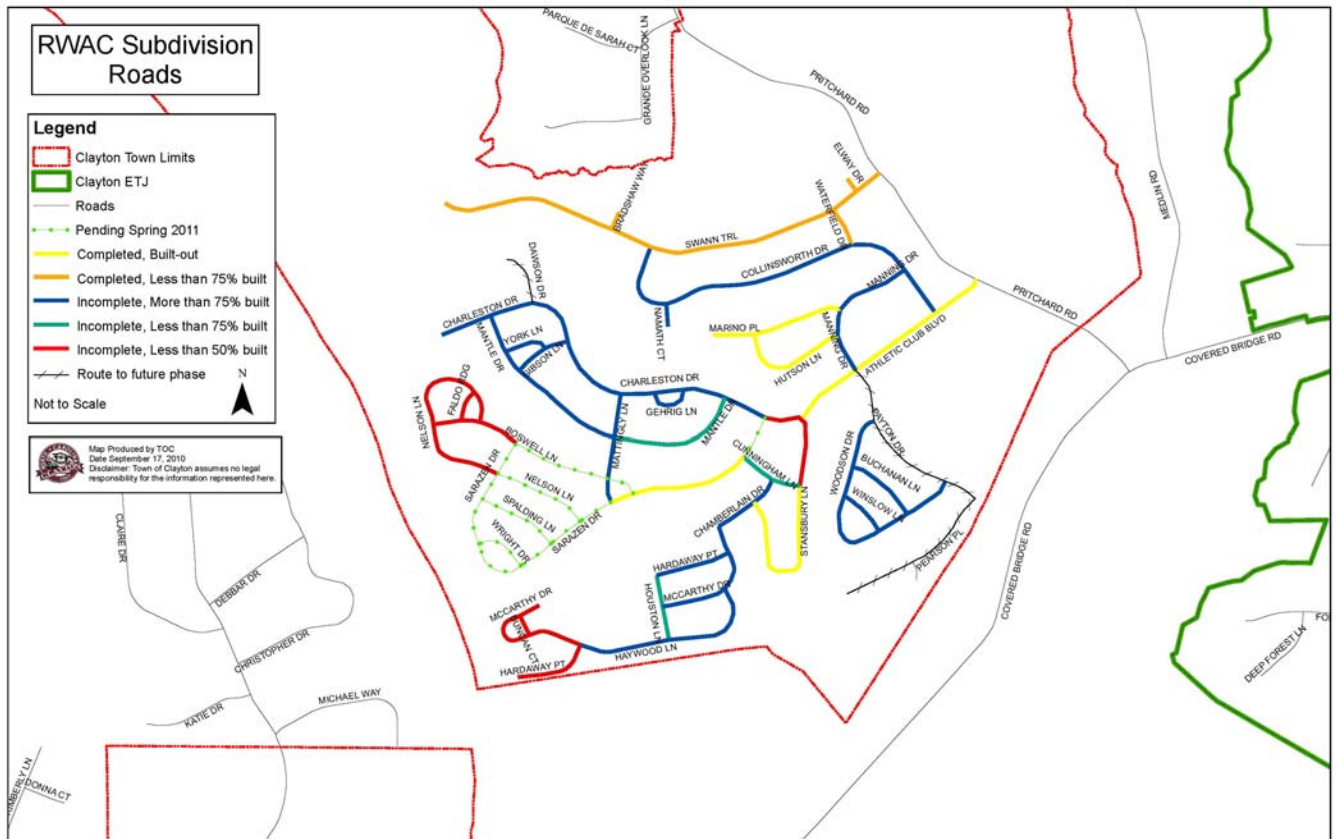 RWAC Subdivision
Roads
Legend
Clayton Town Limits
Clayton ETJ
Roads
Pending Spring 2011
Completed, Built-out
Completed, Less than 75% built
Incomplete, More than 75% built
Incomplete, Less than 75% built
Incomplete, Less than 50% built
Route to future phase
Not to Scale
N
Map Produced by TOC
Date September 17, 2010
Disclaimer: Town of Clayton assumes no legal
responsibility for the information represented here.
PARQUE DE SARAH CT
GRANDE OVERLOOK LN
PRITCHARD RD
MEDLIN RD
ELWAY DR
BRADSHAW WAY
WATERFIELD DR
SWANN TRL
COLLINSWORTH DR
MANNING DR
DAWSON DR
CHARLESTON DR
NAMATH CT
MARINO PL
MANNING DR
PRITCHARD RD
ATHLETIC CLUB BLVD
COVERED BRIDGE RD
MANTLE DR
YORK LN
GIBSON LN
HUTSON LN
CHARLESTON DR
GEHRIG LN
MANTLE DR
FALDO
NELSON LN
MATTINGLY LN
BOSWELL LN
PAYTON DR
CUNNINGHAM LN
WOODSON DR
BUCHANAN LN
SARAZEN DR
NELSON LN
SPALDING LN
WRIGHT DR
SARAZEN DR
CHAMBERLAIN DR
STANSBURY LN
WINSLOW LN
PEARSON PL
HARDAWAY PT
MCCARTHY DR
HOUSTON LN
MCCARTHY DR
DUNCAN CT
HARDAWAY PT
HAYWOOD LN
COVERED BRIDGE RD
CLAIRE DR
DEBBAR DR
CHRISTOPHER DR
MICHAEL WAY
KATIE DR
DONNA CT
DEEP FOREST LN
FO